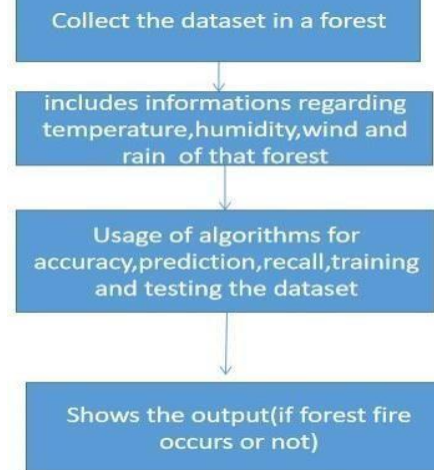 Collect the dataset in a forest
includes informations regarding
temperature,humidity,wind and
rain of that forest
Usage of algorithms for
accuracy,prediction,recall,training
and testing the dataset
Shows the output(if forest fire
occurs or not)